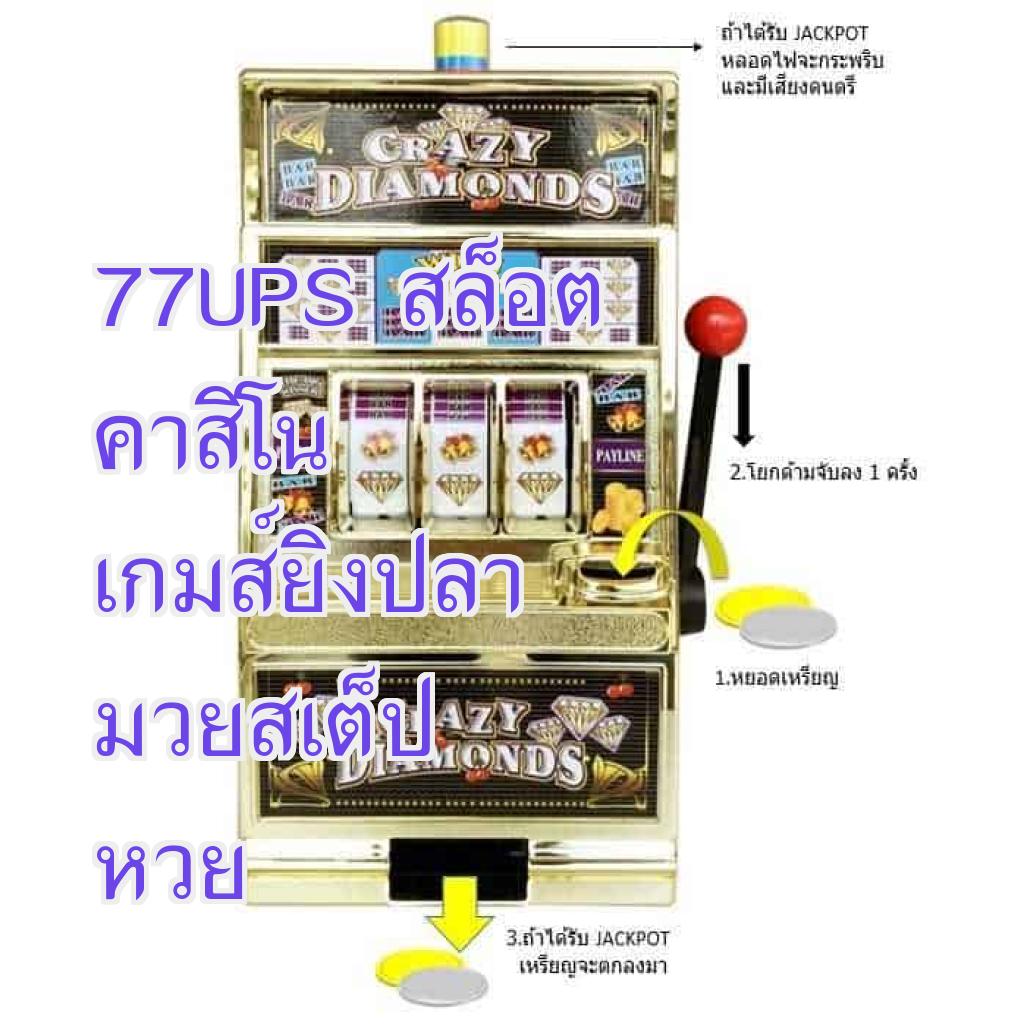 ถ้าได้รับ JACKPOT
หลอดไฟจะกระพริบ
และมีเสียงดนตรี
CRAZY
DIAMONDS
77UPS สล็อต
คาสิโน
เกมส์ยิงปลา
มวยสเต็ป
หวย
BAR
PAYLINE
2.โยกด้ามจับลง 1 ครั้ง
1.หยอดเหรียญ
CRAZY
DIAMONDS
3.ถ้าได้รับ JACKPOT
เหรียญจะตกลงมา